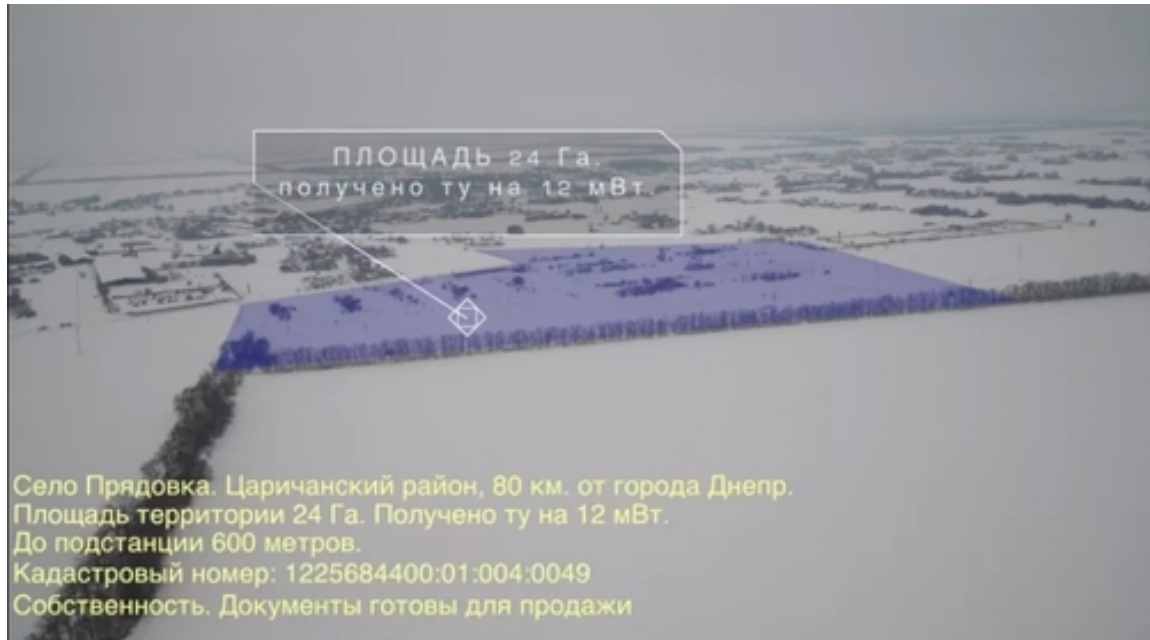 ПЛОЩАДЬ 24 Га.
получено ту на 12 мВт.
Село Прядовка. Царичанский район, 80 км. от города Днепр.
Площадь территории 24 Га. Получено ту на 12 мВт.
До подстанции 600 метров.
Кадастровый номер: 1225684400:01:004:0049
Собственность. Документы готовы для продажи